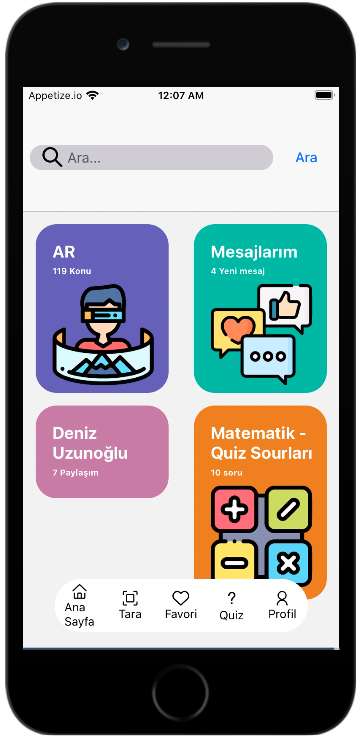 Appetize.io
12:07 AM
Ara...
Ara
AR
119 Konu
Mesajlarım
4 Yeni mesaj
Deniz
Uzunoğlu
7 Paylaşım
Matematik -
Quiz Sourları
10 soru
Ana
Sayfa
Tara
Favori
Quiz
Profil